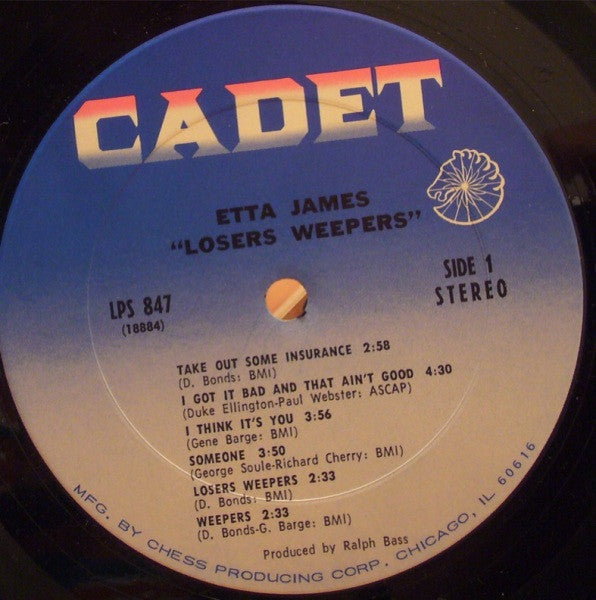 CADET
ETTA JAMES
"LOSERS WEEPERS"
SIDE 1
STEREO
LPS 847
(18884)
TAKE OUT SOME INSURANCE 2:58
(D. Bonds: BMI)
I GOT IT BAD AND THAT AIN'T GOOD 4:30
(Duke Ellington-Paul Webster: ASCAP)
I THINK IT'S YOU 3:56
(Gene Barge: BMI)
SOMEONE 3:50
(George Soule-Richard Cherry: BMI)
LOSERS WEEPERS 2:33
(D. Bonds: BMI)
WEEPERS 2:33
(D. Bonds-G. Barge: BMI)
Produced by Ralph Bass
MFG. BY CHESS PRODUCING CORP. CHICAGO, IL 60616